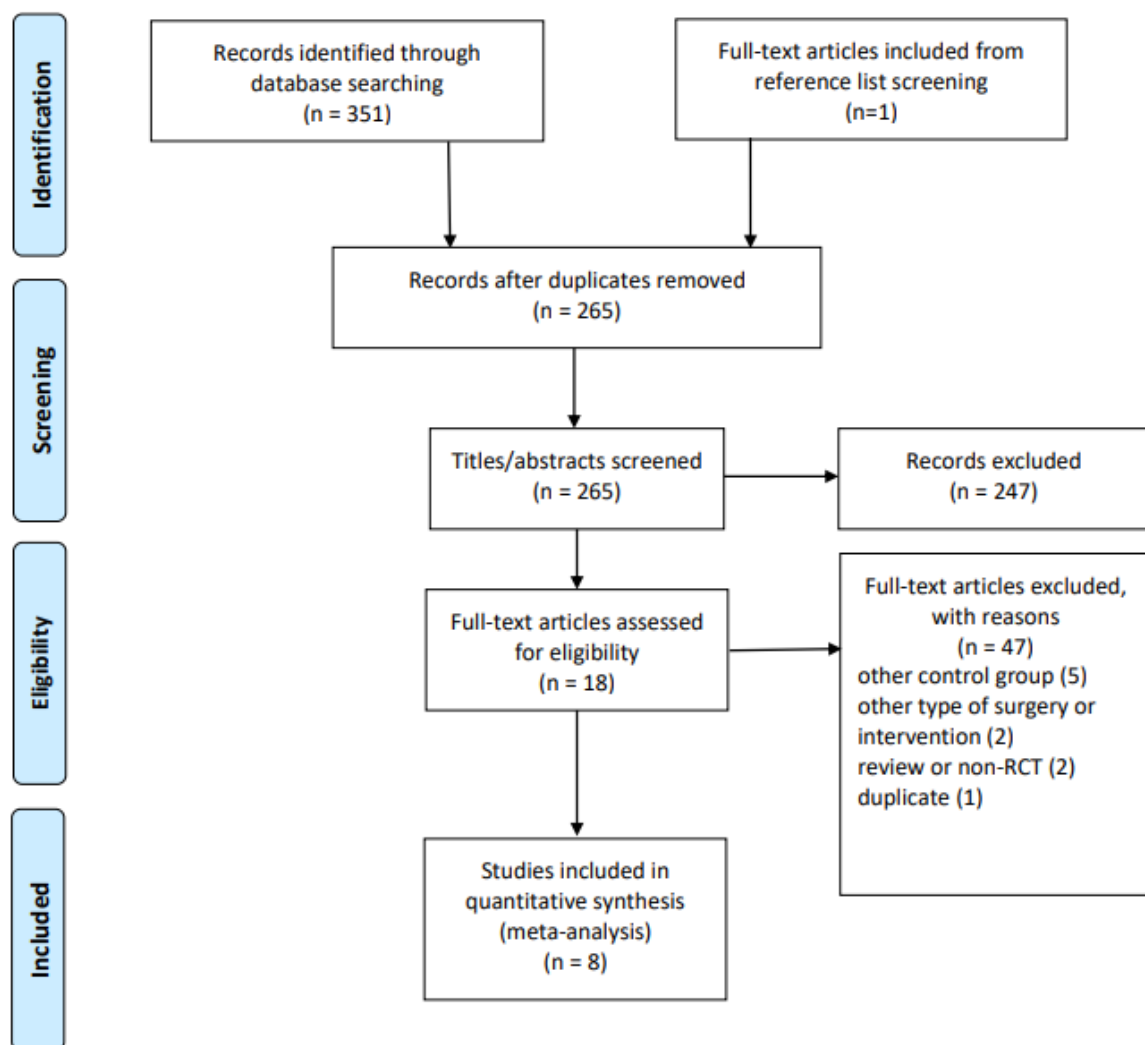 Identification
Records identified through
database searching
(n = 351)
Full-text articles included from
reference list screening
(n=1)
Records after duplicates removed
(n = 265)
Screening
Titles/abstracts screened
(n = 265)
Records excluded
(n = 247)
Eligibility
Full-text articles assessed
for eligibility
(n = 18)
Full-text articles excluded,
with reasons
(n = 47)
other control group (5)
other type of surgery or
intervention (2)
review or non-RCT (2)
duplicate (1)
Included
Studies included in
quantitative synthesis
(meta-analysis)
(n = 8)